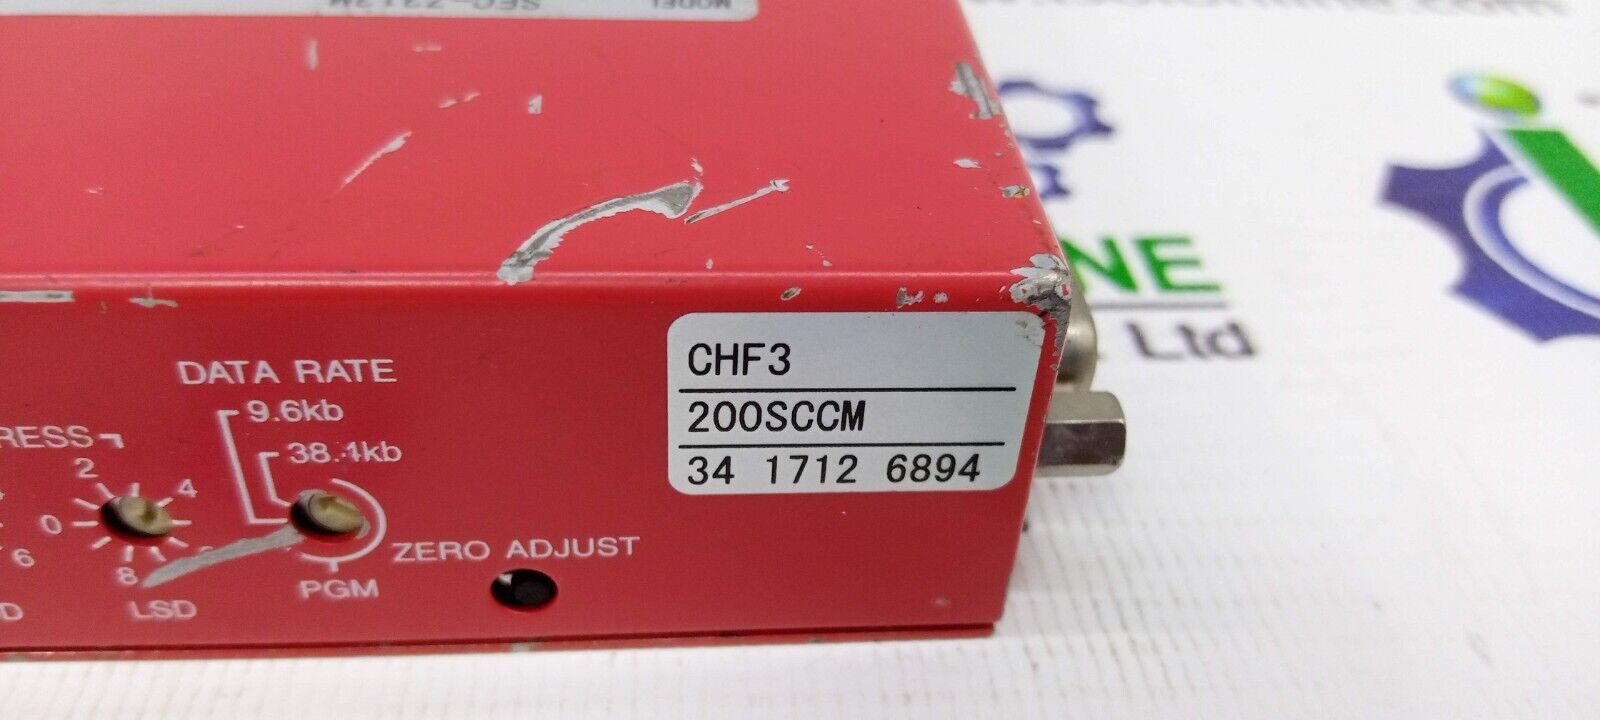 MODEL
DATA RATE
9.6kb
38.4kb
RESS
2
4
0
6
8
LSD
PGM
ZERO ADJUST
CHF3
200SCCM
34 1712 6894
NE
Ltd